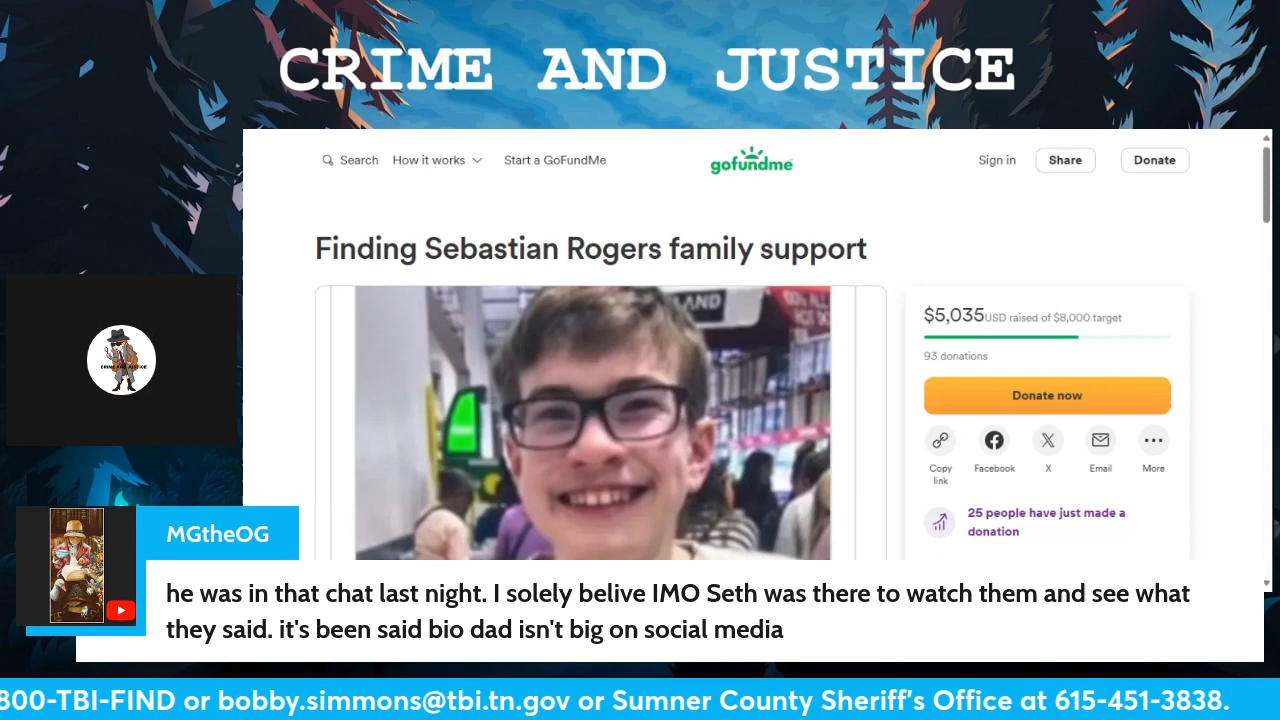 CRIME AND JUSTICE
Search How it works Start a GoFundMe gofundme Sign in Share Donate
Finding Sebastian Rogers family support
LAND
$5,035USD raised of $8,000 target
93 donations
Donate now
Copy link Facebook X Email More
25 people have just made a
donation
CRIME AND JUSTICE
MGtheOG
he was in that chat last night. I solely belive IMO Seth was there to watch them and see what
they said. it's been said bio dad isn't big on social media
800-TBI-FIND or bobby.simmons@tbi.tn.gov or Sumner County Sheriff's Office at 615-451-3838.